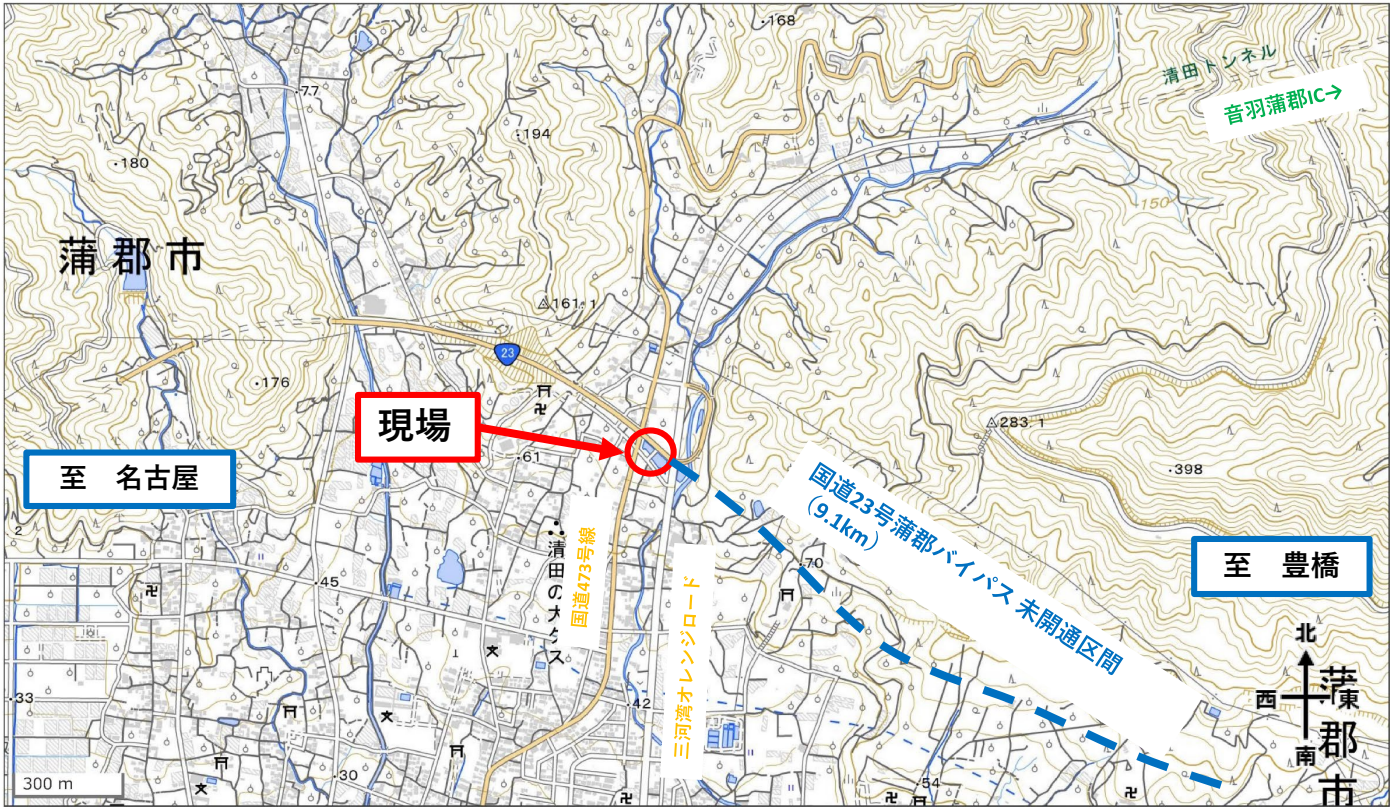 ・168
清田トンネル
音羽蒲郡IC→
・77
・194
・180
・150
蒲郡市
161.1
23
・176
現場
283.1
・61
・398
至　名古屋
国道23号蒲郡バイパス 未開通区間
（9.1km）
2
清田の大クス
国道473号線
至　豊橋
・70
・45
文
三河湾オレンジロード
北
西
東
南
蒲郡市
・33
・42
文
300 m
・30
・54